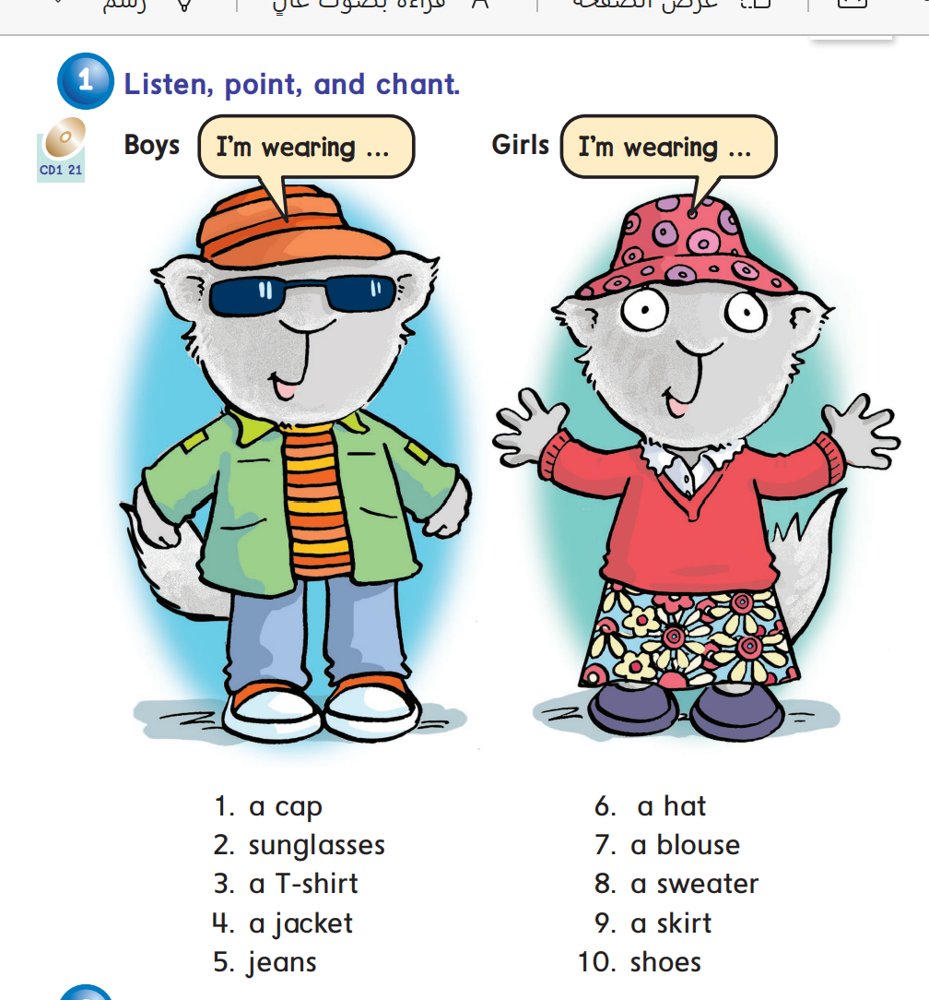 رسم
قراءة بصوت عالٍ
عرض الصفحة
1 Listen, point, and chant.
CD1 21
Boys I'm wearing ...
Girls I'm wearing ...
1. a cap
2. sunglasses
3. a T-shirt
4. a jacket
5. jeans
6. a hat
7. a blouse
8. a sweater
9. a skirt
10. shoes